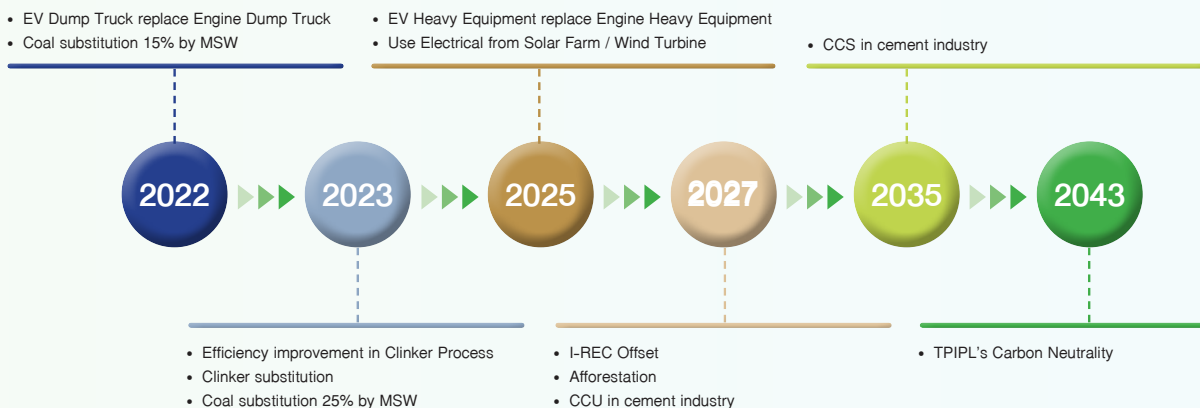 • EV Dump Truck replace Engine Dump Truck
• Coal substitution 15% by MSW
• EV Heavy Equipment replace Engine Heavy Equipment
• Use Electrical from Solar Farm / Wind Turbine
• CCS in cement industry
2022
2023
2025
2027
2035
2043
• Efficiency improvement in Clinker Process
• Clinker substitution
• Coal substitution 25% by MSW
• I-REC Offset
• Afforestation
• CCU in cement industry
• TPIPL's Carbon Neutrality